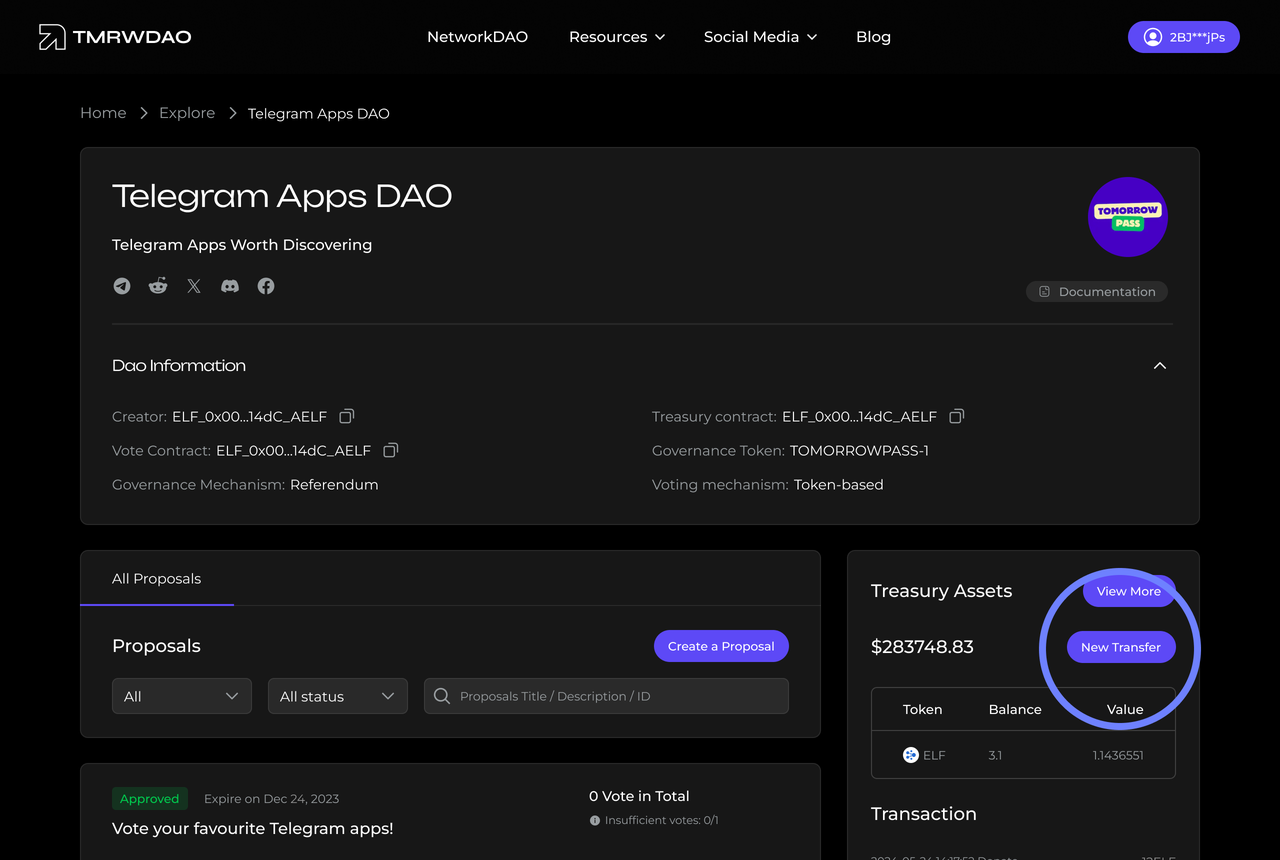 TMRWDAO
NetworkDAO
Resources
Social Media
Blog
2BJ***jPs
Home
Explore
Telegram Apps DAO
Telegram Apps DAO
TOMORROW
PASS
Telegram Apps Worth Discovering
Documentation
Dao Information
Creator: ELF_0x00...14dC_AELF
Treasury contract: ELF_0x00...14dC_AELF
Vote Contract: ELF_0x00...14dC_AELF
Governance Token: TOMORROWPASS-1
Governance Mechanism: Referendum
Voting mechanism: Token-based
All Proposals
Proposals
Create a Proposal
All
All status
Proposals Title / Description / ID
Approved
Expire on Dec 24, 2023
0 Vote in Total
Insufficient votes: 0/1
Vote your favourite Telegram apps!
Treasury Assets
View More
$283748.83
New Transfer
Token Balance Value
ELF 3.1 1.1436551
Transaction